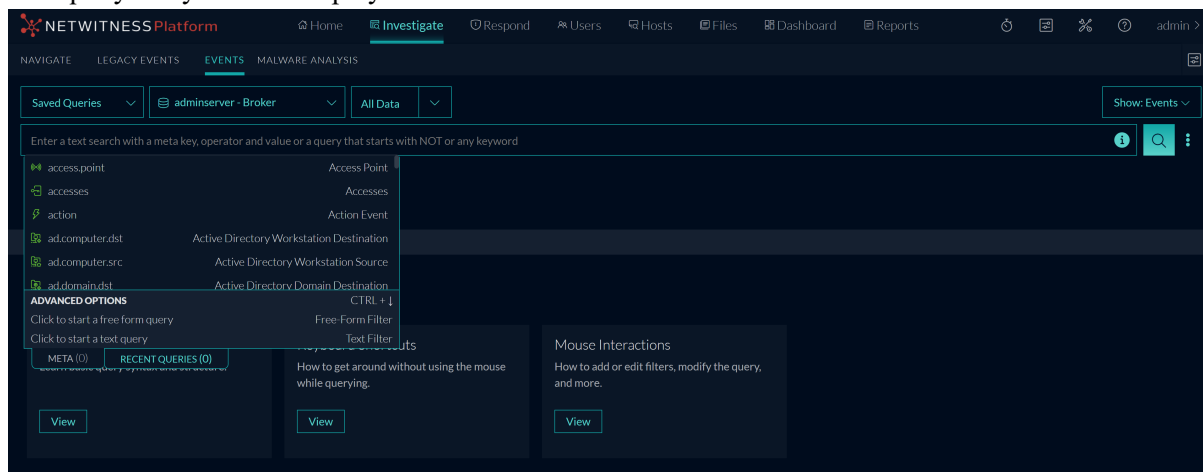 NETWITNESS Platform Home Investigate Respond Users Hosts Files Dashboard Reports admin >
NAVIGATE LEGACY EVENTS EVENTS MALWARE ANALYSIS
Saved Queries adminserver - Broker All Data Show: Events
Enter a text search with a meta key, operator and value or a query that starts with NOT or any keyword
access.point Access Point
accesses Accesses
action Action Event
ad.computer.dst Active Directory Workstation Destination
ad.computer.src Active Directory Workstation Source
ad.domain.dst Active Directory Domain Destination
ADVANCED OPTIONS CTRL + ↓
Click to start a free form query Free-Form Filter
Click to start a text query Text Filter
META (0) RECENT QUERIES (0)
Mouse Interactions
How to get around without using the mouse
while querying.
How to add or edit filters, modify the query,
and more.
View View View